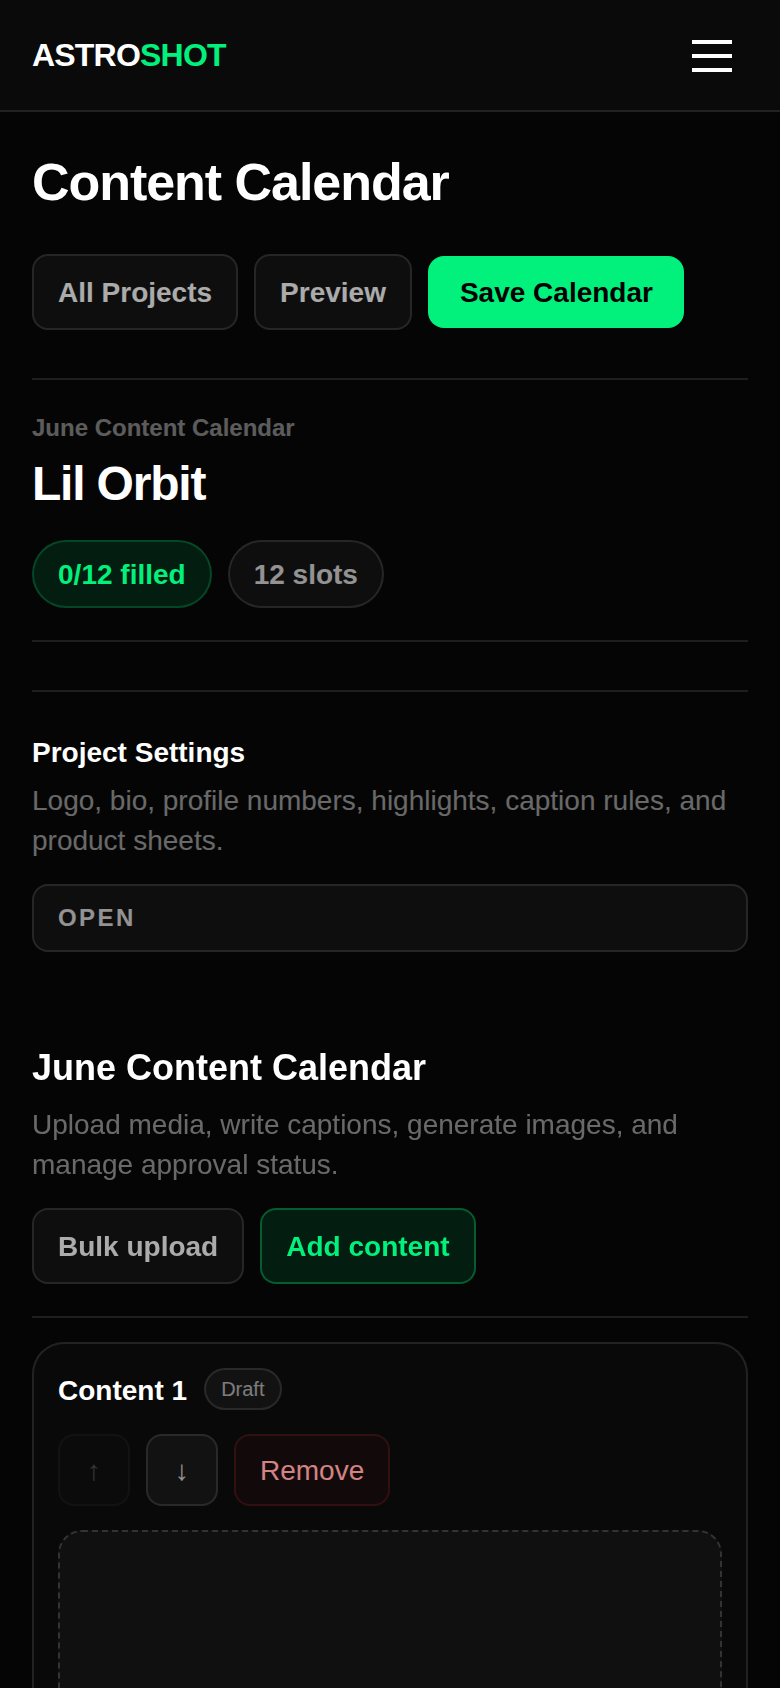 ASTROSHOT
Content Calendar
All Projects Preview Save Calendar
June Content Calendar
Lil Orbit
0/12 filled 12 slots
Project Settings
Logo, bio, profile numbers, highlights, caption rules, and
product sheets.
OPEN
June Content Calendar
Upload media, write captions, generate images, and
manage approval status.
Bulk upload Add content
Content 1 Draft
↑ ↓ Remove